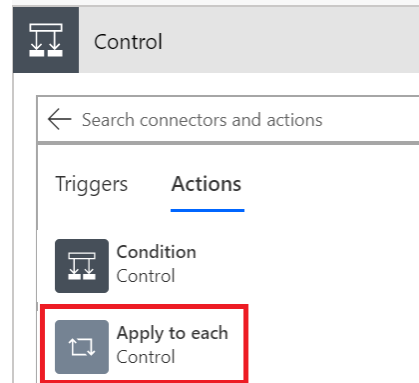 Control
Search connectors and actions
Triggers Actions
Condition
Control
Apply to each
Control